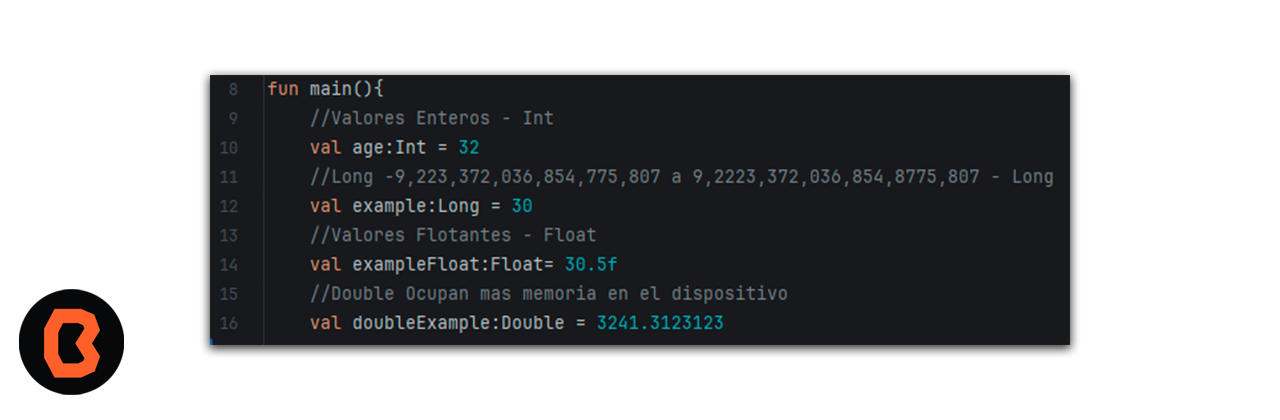 8 fun main(){
9 //Valores Enteros - Int
10 val age:Int = 32
11 //Long -9,223,372,036,854,775,807 a 9,2223,372,036,854,8775,807 - Long
12 val example:Long = 30
13 //Valores Flotantes - Float
14 val exampleFloat:Float= 30.5f
15 //Double Ocupan mas memoria en el dispositivo
16 val doubleExample:Double = 3241.3123123